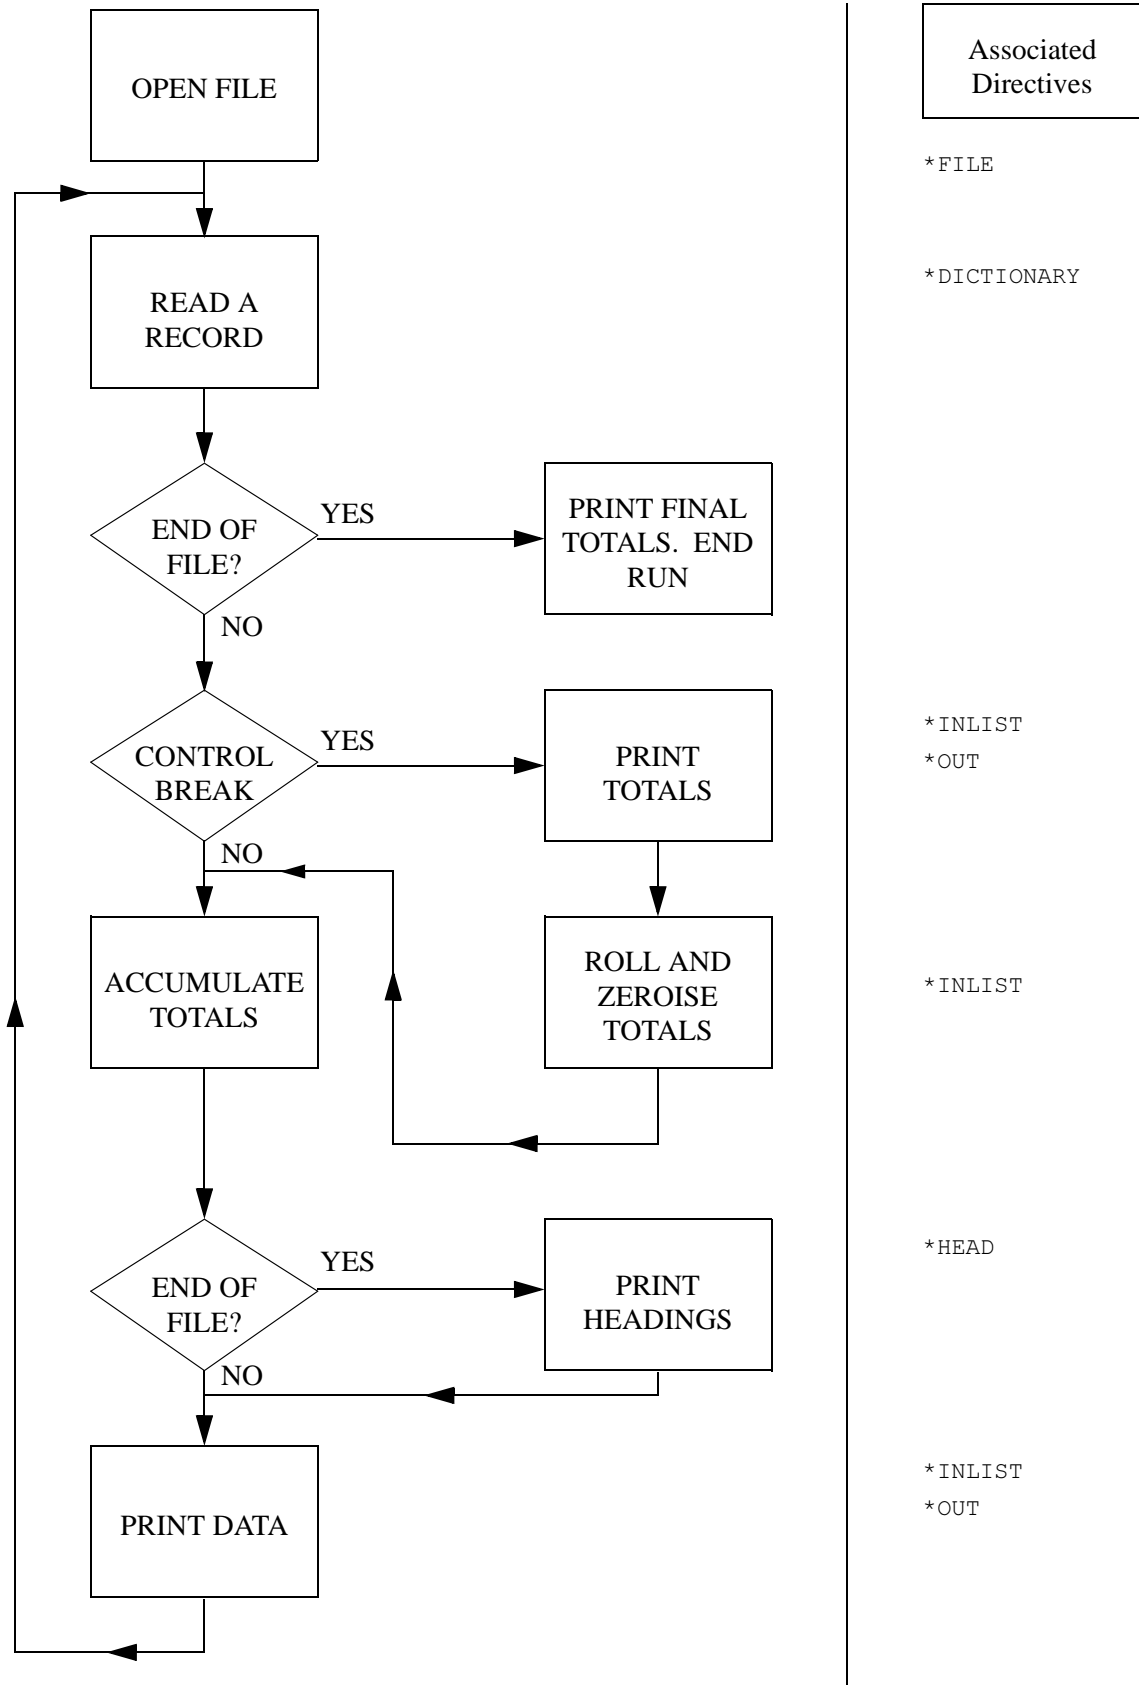 Associated
Directives
OPEN FILE
*FILE
READ A
RECORD
*DICTIONARY
END OF
FILE?
YES
NO
PRINT FINAL
TOTALS.  END
RUN
CONTROL
BREAK
YES
NO
PRINT
TOTALS
*INLIST
*OUT
ACCUMULATE
TOTALS
ROLL AND
ZEROISE
TOTALS
*INLIST
END OF
FILE?
YES
NO
PRINT
HEADINGS
*HEAD
PRINT DATA
*INLIST
*OUT